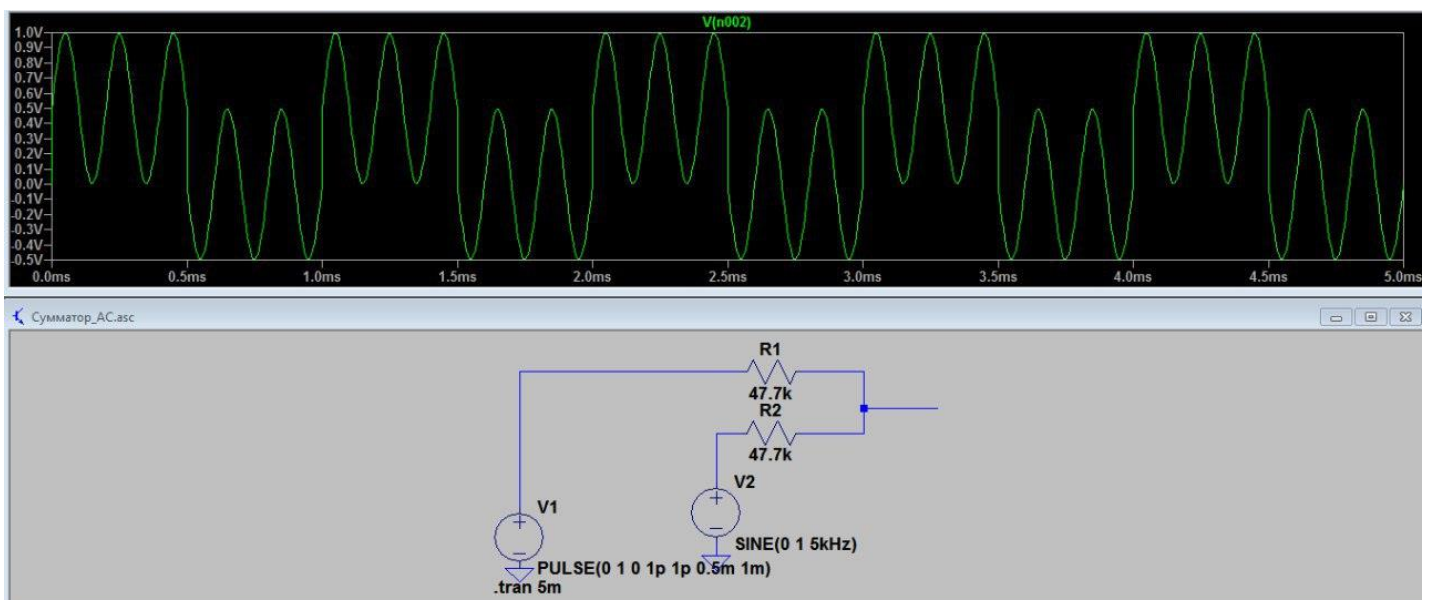 V(n002)
1.0V
0.9V
0.8V
0.7V
0.6V
0.5V
0.4V
0.3V
0.2V
0.1V
0.0V
-0.1V
-0.2V
-0.3V
-0.4V
-0.5V
0.0ms 0.5ms 1.0ms 1.5ms 2.0ms 2.5ms 3.0ms 3.5ms 4.0ms 4.5ms 5.0ms
Сумматор_AC.asc
R1
47.7k
R2
47.7k
V2
V1
SINE(0 1 5kHz)
PULSE(0 1 0 1p 1p 0.5m 1m)
.tran 5m